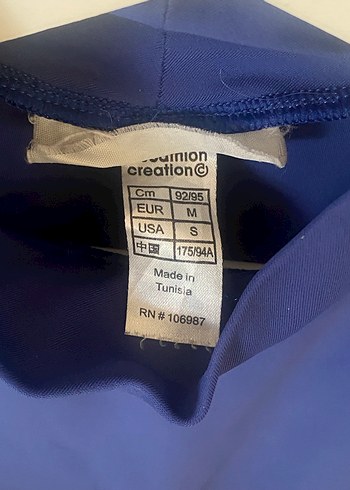 creation©
Cm 92/95
EUR M
USA S
中国 175/94A
Made in
Tunisia
RN # 106987